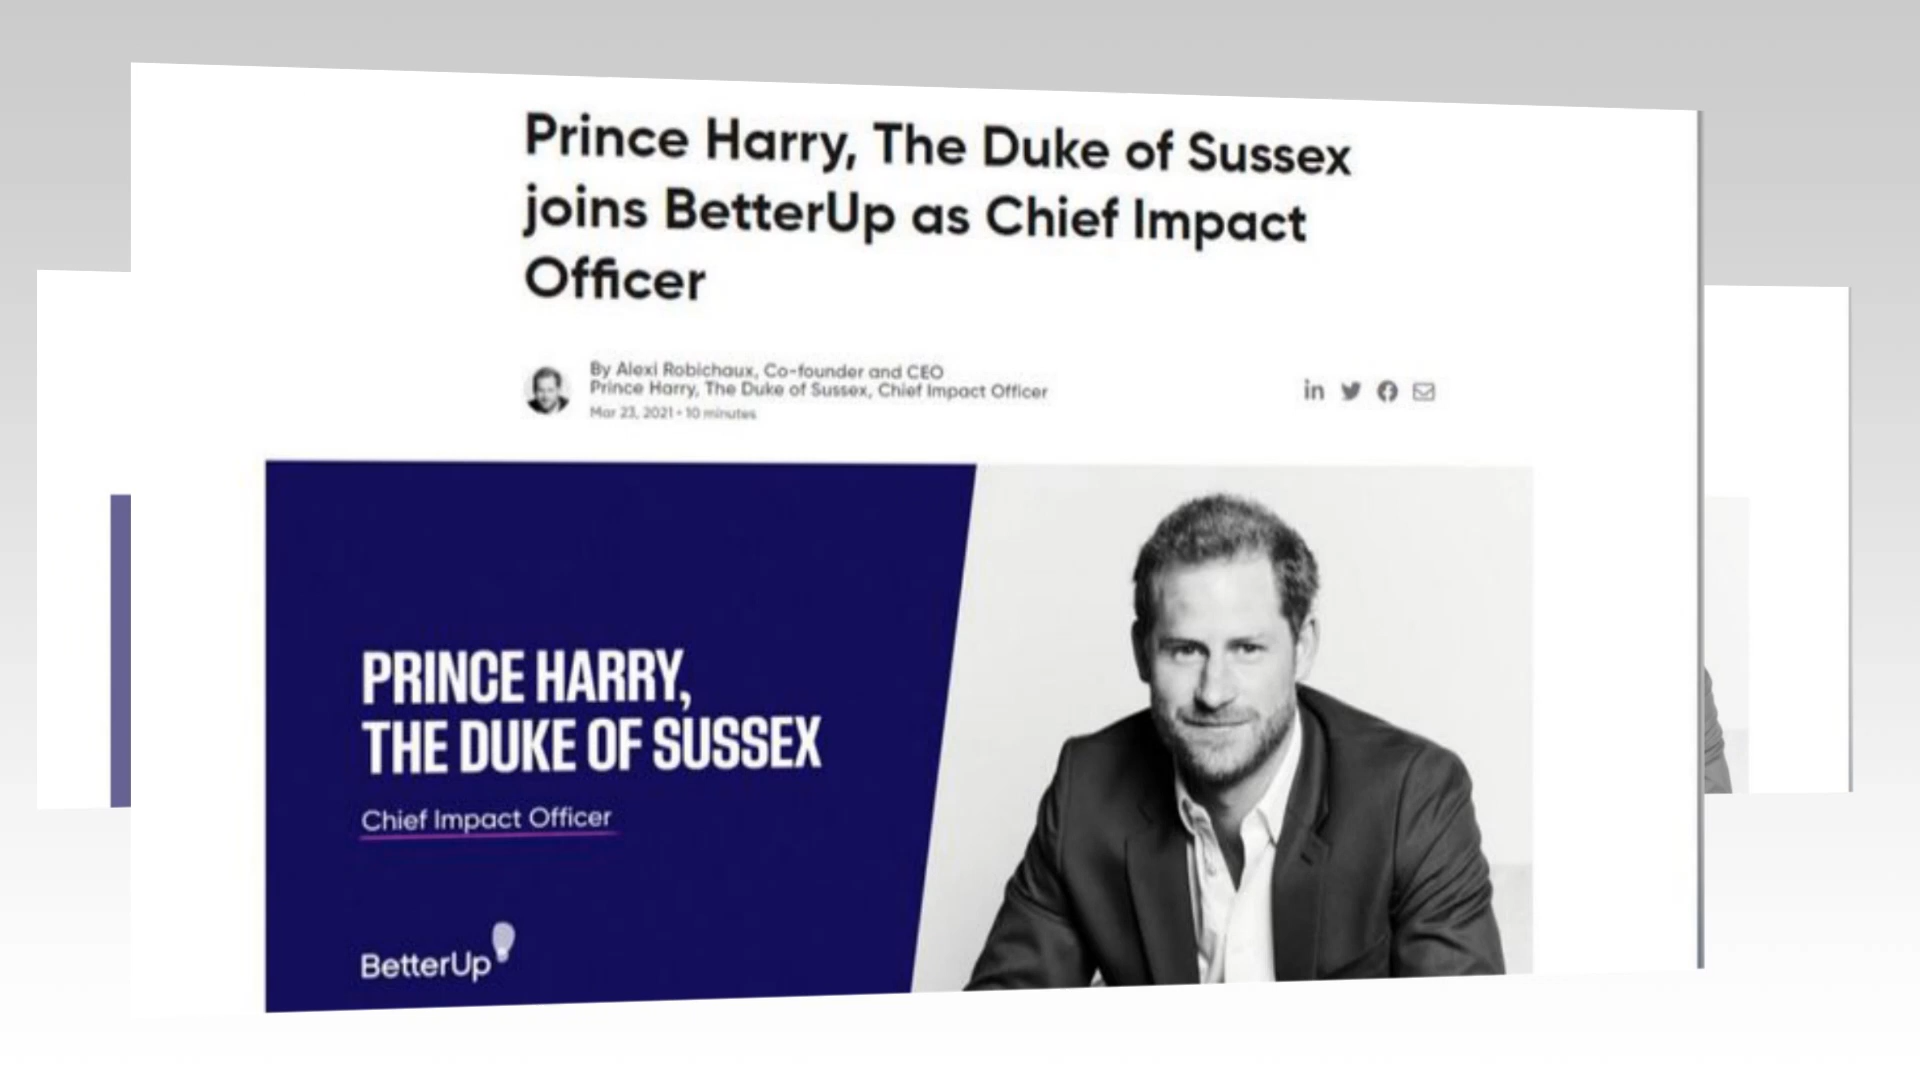 Prince Harry, The Duke of Sussex
joins BetterUp as Chief Impact
Officer
By Alexi Robichaux, Co-founder and CEO
Prince Harry, The Duke of Sussex, Chief Impact Officer
Mar 23, 2021 • 10 minutes
in
PRINCE HARRY,
THE DUKE OF SUSSEX
Chief Impact Officer
BetterUp